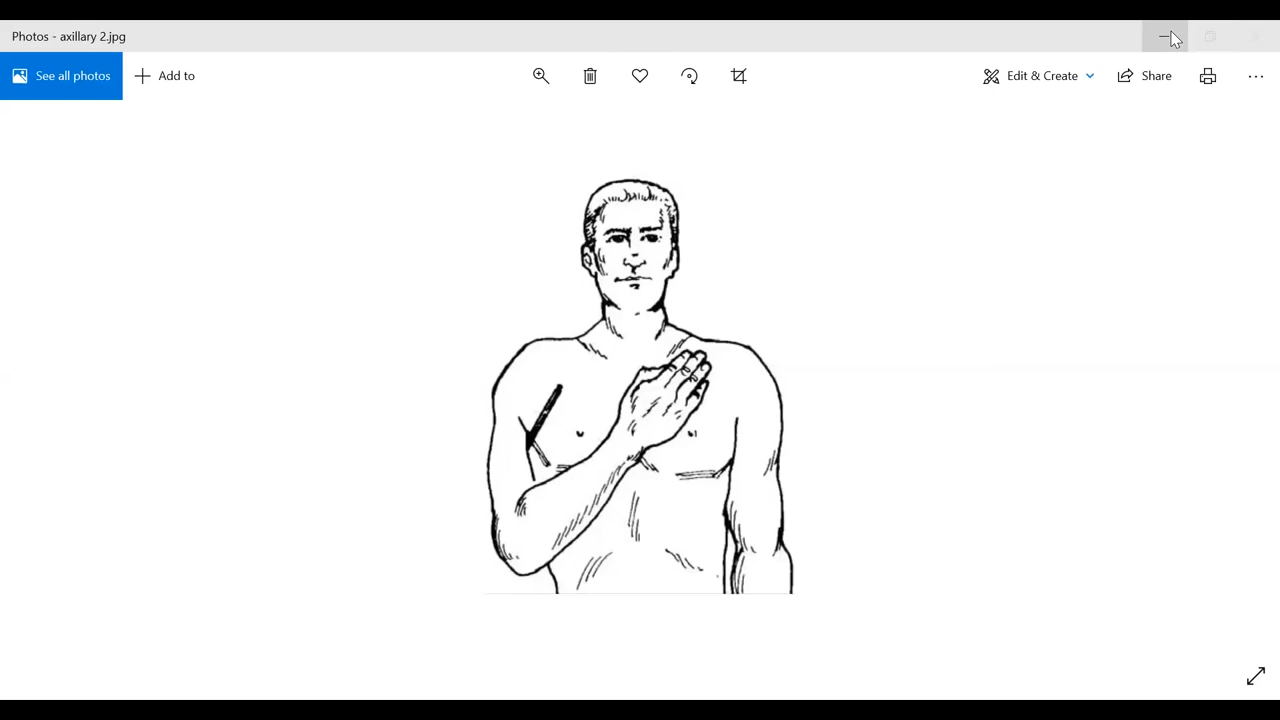 Photos - axillary 2.jpg
See all photos
Add to
Edit & Create
Share